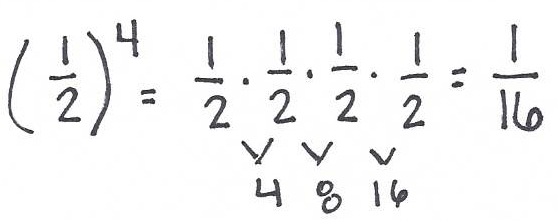 (1/2)^4 = 1/2 · 1/2 · 1/2 · 1/2 = 1/16
4 8 16